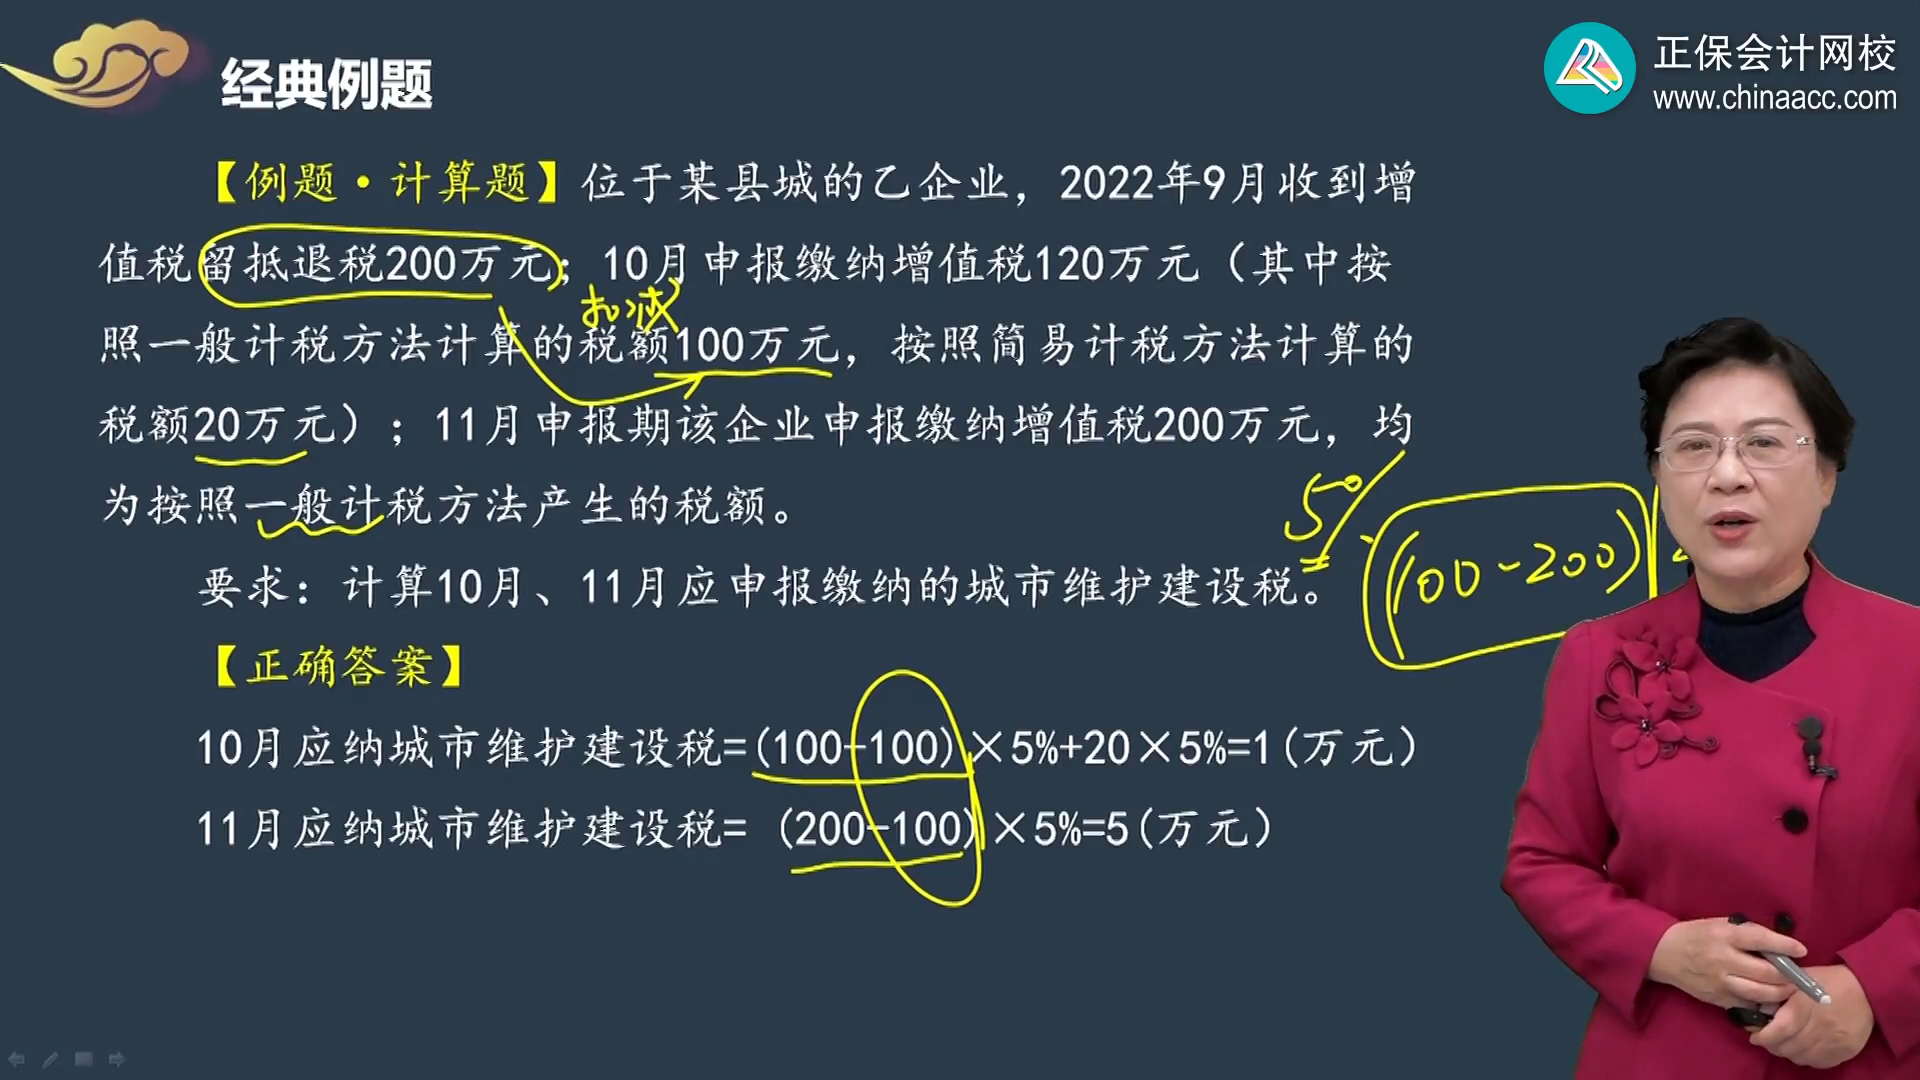 经典例题
正保会计网校
www.chinaacc.com
【例题·计算题】位于某县城的乙企业，2022年9月收到增
值税留抵退税200万元；10月申报缴纳增值税120万元（其中按
扣减
照一般计税方法计算的税额100万元，按照简易计税方法计算的
税额20万元）；11月申报期该企业申报缴纳增值税200万元，均
为按照一般计税方法产生的税额。
5%
(100-200)
要求：计算10月、11月应申报缴纳的城市维护建设税。
【正确答案】
10月应纳城市维护建设税=(100-100)×5%+20×5%=1(万元）
11月应纳城市维护建设税=（200-100)×5%=5(万元）